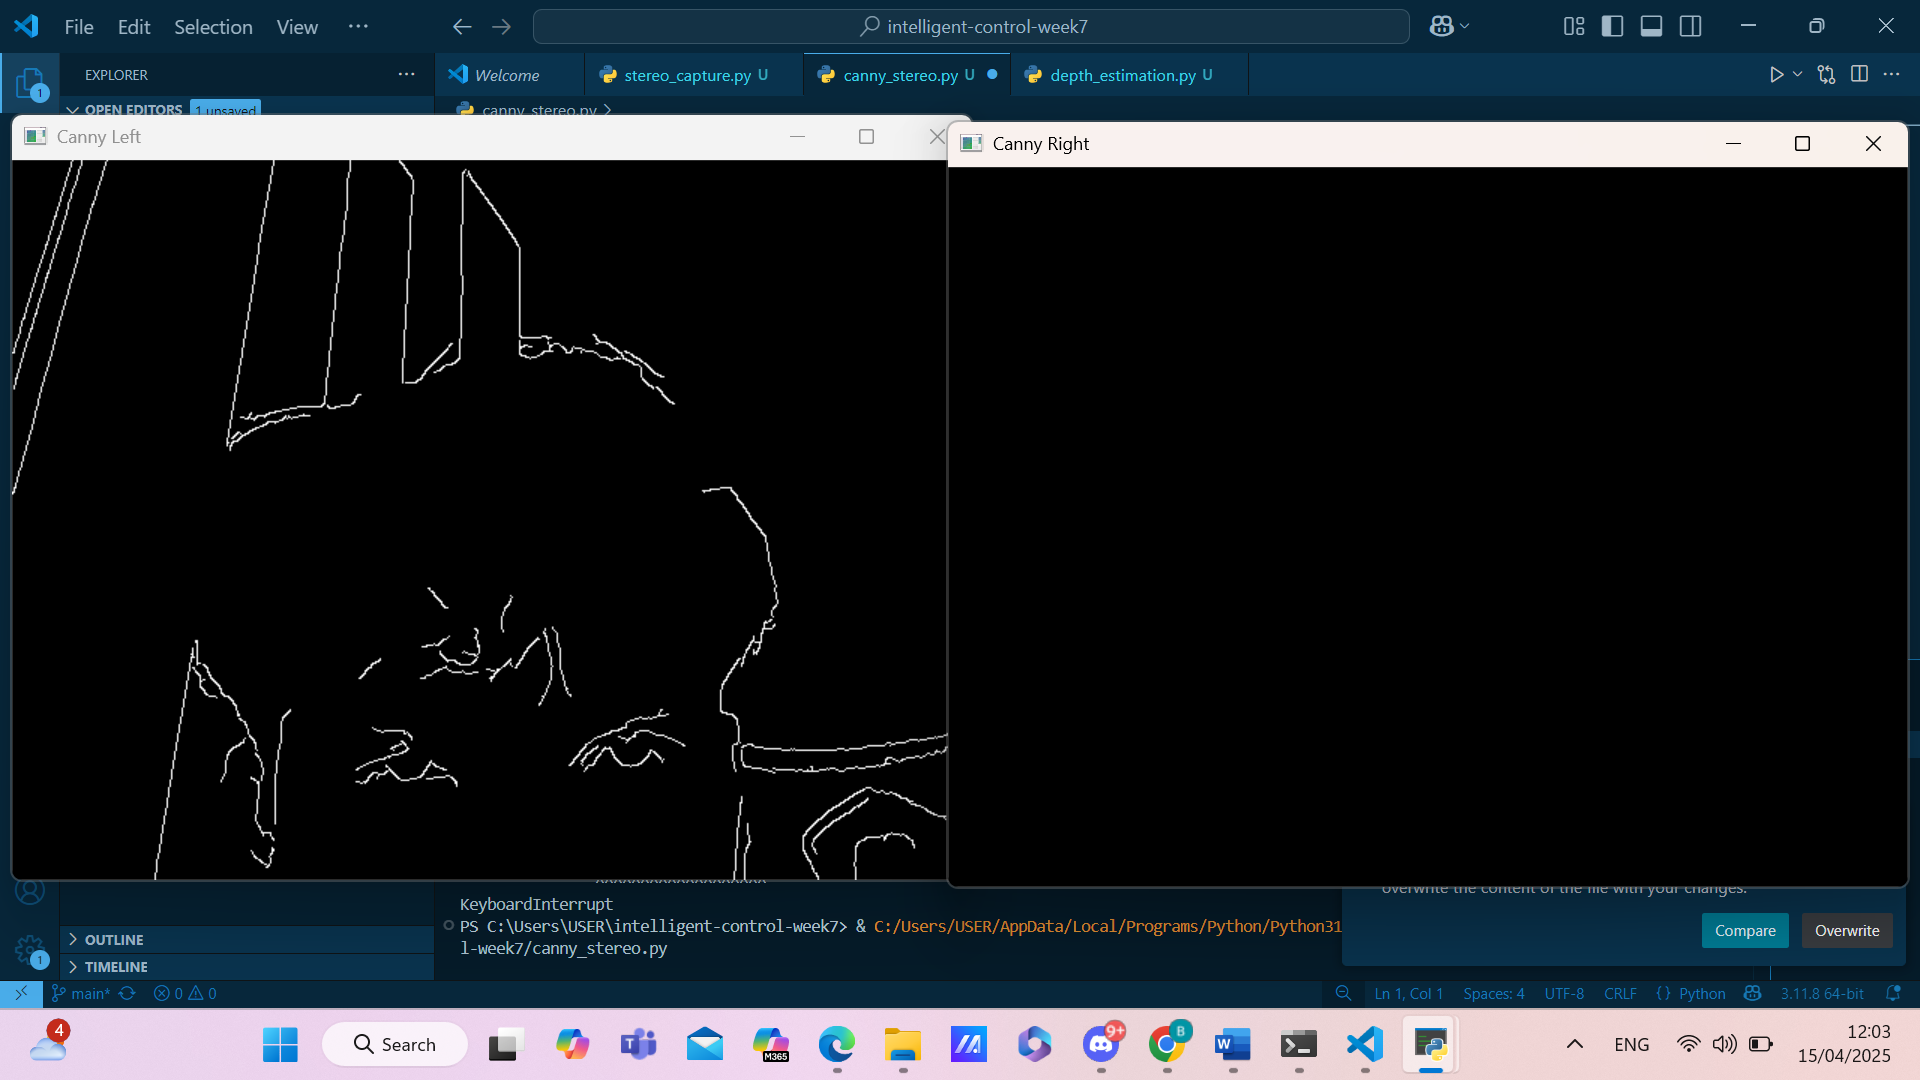 File Edit Selection View ···
intelligent-control-week7
EXPLORER ···
Welcome
stereo_capture.py U
canny_stereo.py U
depth_estimation.py U
OPEN EDITORS 1 unsaved
canny_stereo.py >
Canny Left
Canny Right
overwrite the content of the file with your changes.
Compare
Overwrite
KeyboardInterrupt
PS C:\Users\USER\intelligent-control-week7> & C:/Users/USER/AppData/Local/Programs/Python/Python31
l-week7/canny_stereo.py
OUTLINE
TIMELINE
1
1
main* 0 0
Ln 1, Col 1 Spaces: 4 UTF-8 CRLF {} Python 3.11.8 64-bit
4
Search
M365
9+
B
ENG
12:03
15/04/2025